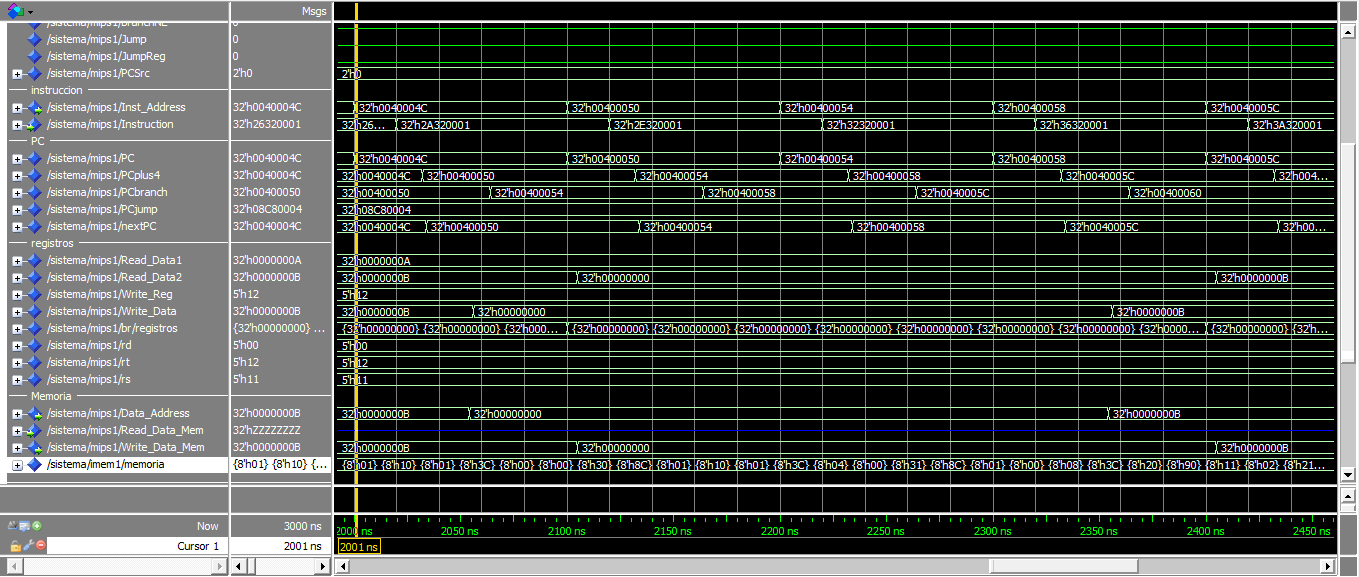 Msgs
/sistema/mips1/BranchNE 0
/sistema/mips1/Jump 0
/sistema/mips1/JumpReg 0
/sistema/mips1/PCSrc 2'h0 2'h0
instruccion
/sistema/mips1/Inst_Address 32'h0040004C 32'h0040004C 32'h00400050 32'h00400054 32'h00400058 32'h0040005C
/sistema/mips1/Instruction 32'h26320001 32'h26... 32'h2A320001 32'h2E320001 32'h32320001 32'h36320001 32'h3A320001
PC
/sistema/mips1/PC 32'h0040004C 32'h0040004C 32'h00400050 32'h00400054 32'h00400058 32'h0040005C
/sistema/mips1/PCplus4 32'h0040004C 32'h0040004C 32'h00400050 32'h00400054 32'h00400058 32'h0040005C 32'h004...
/sistema/mips1/PCbranch 32'h00400050 32'h00400050 32'h00400054 32'h00400058 32'h0040005C 32'h00400060
/sistema/mips1/PCjump 32'h08C80004 32'h08C80004
/sistema/mips1/nextPC 32'h0040004C 32'h0040004C 32'h00400050 32'h00400054 32'h00400058 32'h0040005C 32'h00...
registros
/sistema/mips1/Read_Data1 32'h0000000A 32'h0000000A
/sistema/mips1/Read_Data2 32'h0000000B 32'h0000000B 32'h00000000 32'h0000000B
/sistema/mips1/Write_Reg 5'h12 5'h12
/sistema/mips1/Write_Data 32'h0000000B 32'h0000000B 32'h00000000 32'h0000000B
/sistema/mips1/br/registros {32'h00000000} ... {32'h00000000} {32'h00000000} {32'h000... {32'h00000000} {32'h00000000} {32'h00000000} {32'h00000000} {32'h00000000} {32'h00000000} {32'h00000000} {32'h0000... {32'h00000000} {32'h...
/sistema/mips1/rd 5'h00 5'h00
/sistema/mips1/rt 5'h12 5'h12
/sistema/mips1/rs 5'h11 5'h11
Memoria
/sistema/mips1/Data_Address 32'h0000000B 32'h0000000B 32'h00000000 32'h0000000B
/sistema/mips1/Read_Data_Mem 32'hZZZZZZZZ
/sistema/mips1/Write_Data_Mem 32'h0000000B 32'h0000000B 32'h00000000 32'h0000000B
/sistema/imem1/memoria {8'h01} {8'h10} {... {8'h01} {8'h10} {8'h01} {8'h3C} {8'h00} {8'h00} {8'h30} {8'h8C} {8'h01} {8'h10} {8'h01} {8'h3C} {8'h04} {8'h00} {8'h31} {8'h8C} {8'h01} {8'h00} {8'h08} {8'h3C} {8'h20} {8'h90} {8'h11} {8'h02} {8'h21...
Now 3000 ns 2000 ns 2050 ns 2100 ns 2150 ns 2200 ns 2250 ns 2300 ns 2350 ns 2400 ns 2450 ns
Cursor 1 2001 ns 2001 ns